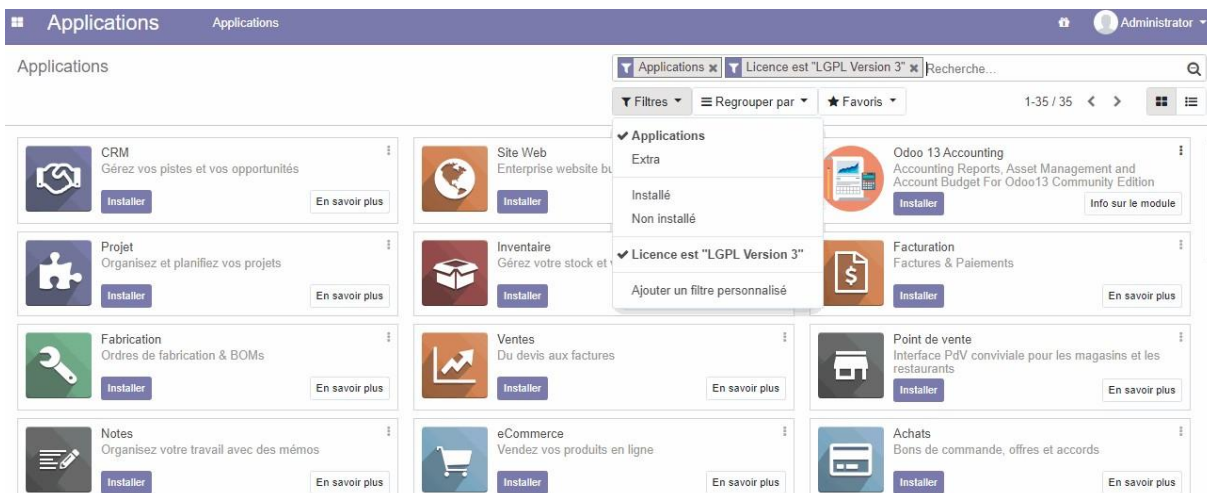 Applications
Applications
Administrator
Applications
Applications
Licence est "LGPL Version 3"
Recherche...
Filtres
Regrouper par
Favoris
1-35 / 35
Applications
Extra
Installé
Non installé
Licence est "LGPL Version 3"
Ajouter un filtre personnalisé
CRM
Gérez vos pistes et vos opportunités
Installer
En savoir plus
Site Web
Enterprise website
Installer
Odoo 13 Accounting
Accounting Reports, Asset Management and
Account Budget For Odoo13 Community Edition
Installer
Info sur le module
Projet
Organisez et planifiez vos projets
Installer
En savoir plus
Inventaire
Gérez votre stock et
Installer
Facturation
Factures & Paiements
Installer
En savoir plus
Fabrication
Ordres de fabrication & BOMs
Installer
En savoir plus
Ventes
Du devis aux factures
Installer
En savoir plus
Point de vente
Interface PdV conviviale pour les magasins et les
restaurants
Installer
En savoir plus
Notes
Organisez votre travail avec des mémos
Installer
En savoir plus
eCommerce
Vendez vos produits en ligne
Installer
En savoir plus
Achats
Bons de commande, offres et accords
Installer
En savoir plus